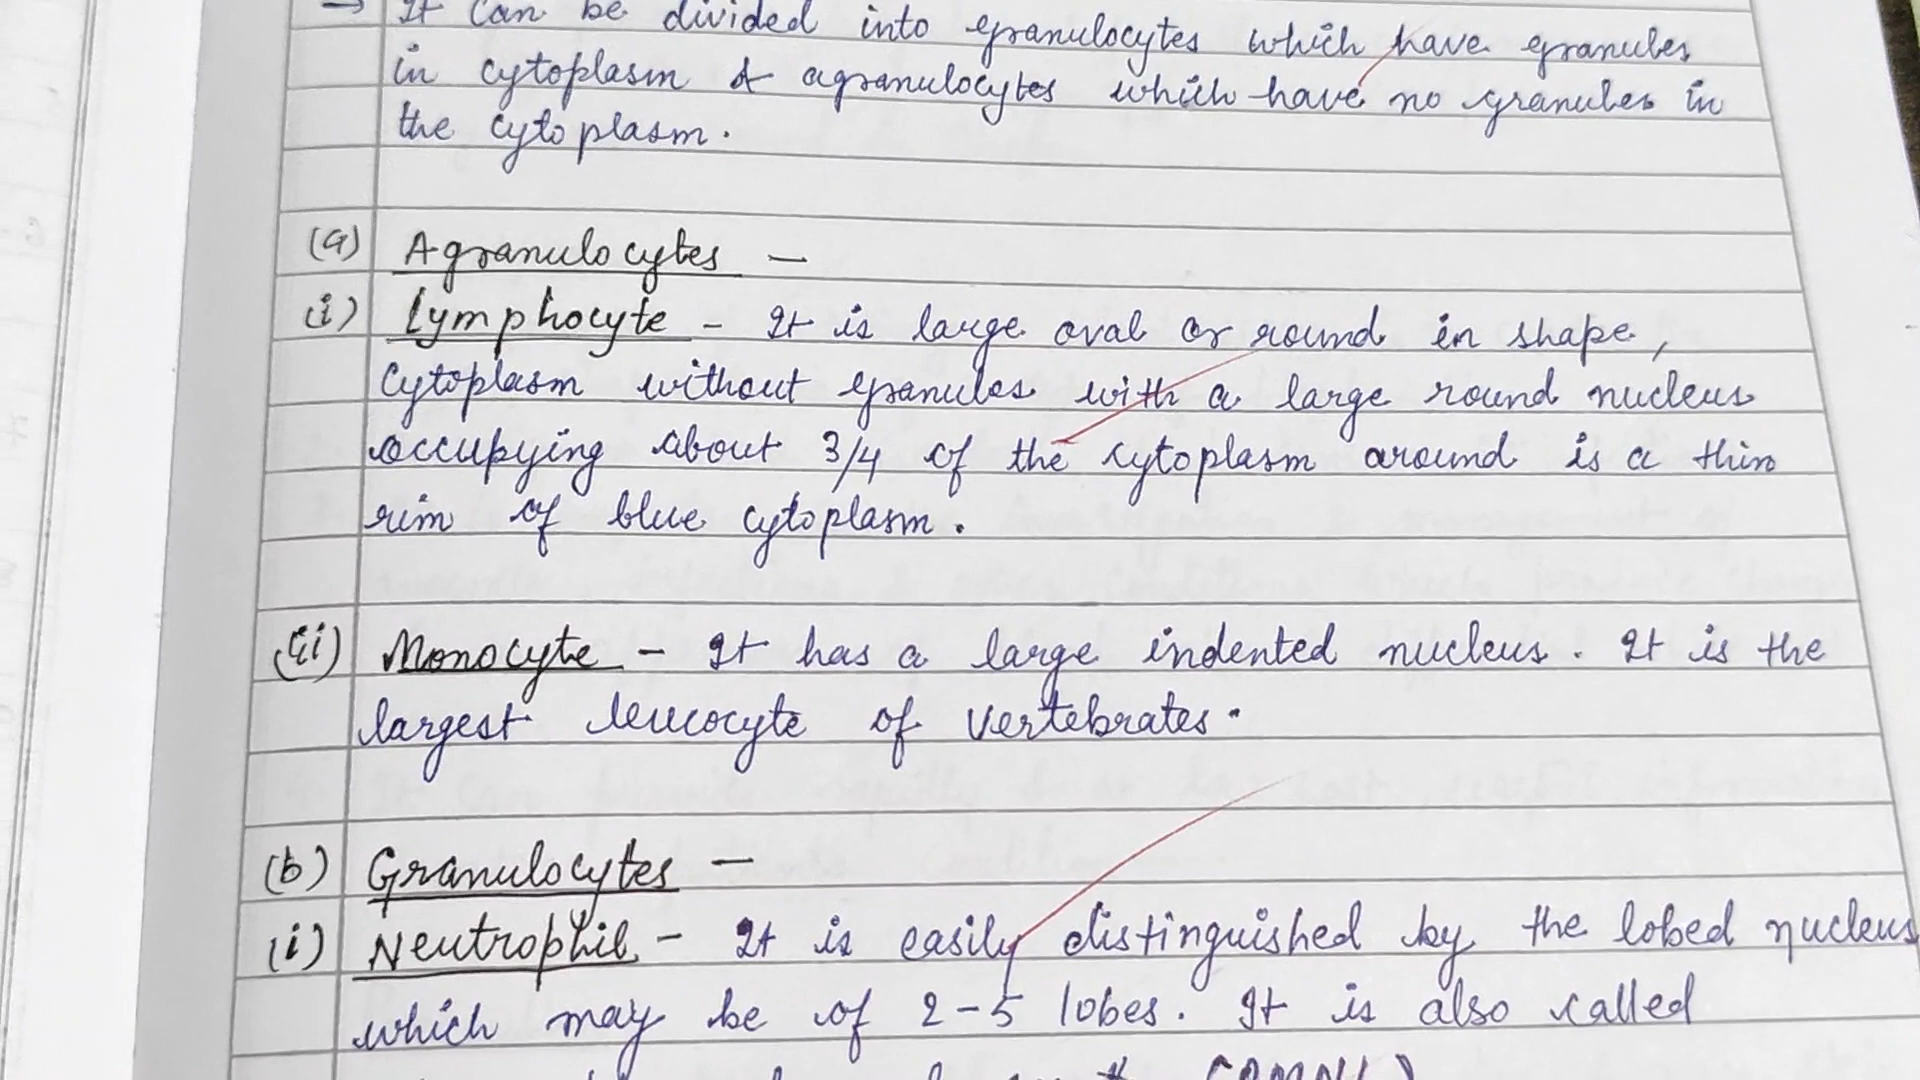 → It can be divided into granulocytes which have granules
in cytoplasm & agranulocytes which have no granules in
the cytoplasm.
(a) Agranulocytes -
(i) Lymphocyte - It is large oval or round in shape,
Cytoplasm without granules with a large round nucleus
occupying about 3/4 of the cytoplasm around is a thin
rim of blue cytoplasm.
(ii) Monocyte - It has a large indented nucleus. It is the
largest leucocyte of vertebrates.
(b) Granulocytes -
(i) Neutrophil - It is easily distinguished by the lobed nucleus
which may be of 2-5 lobes. It is also called